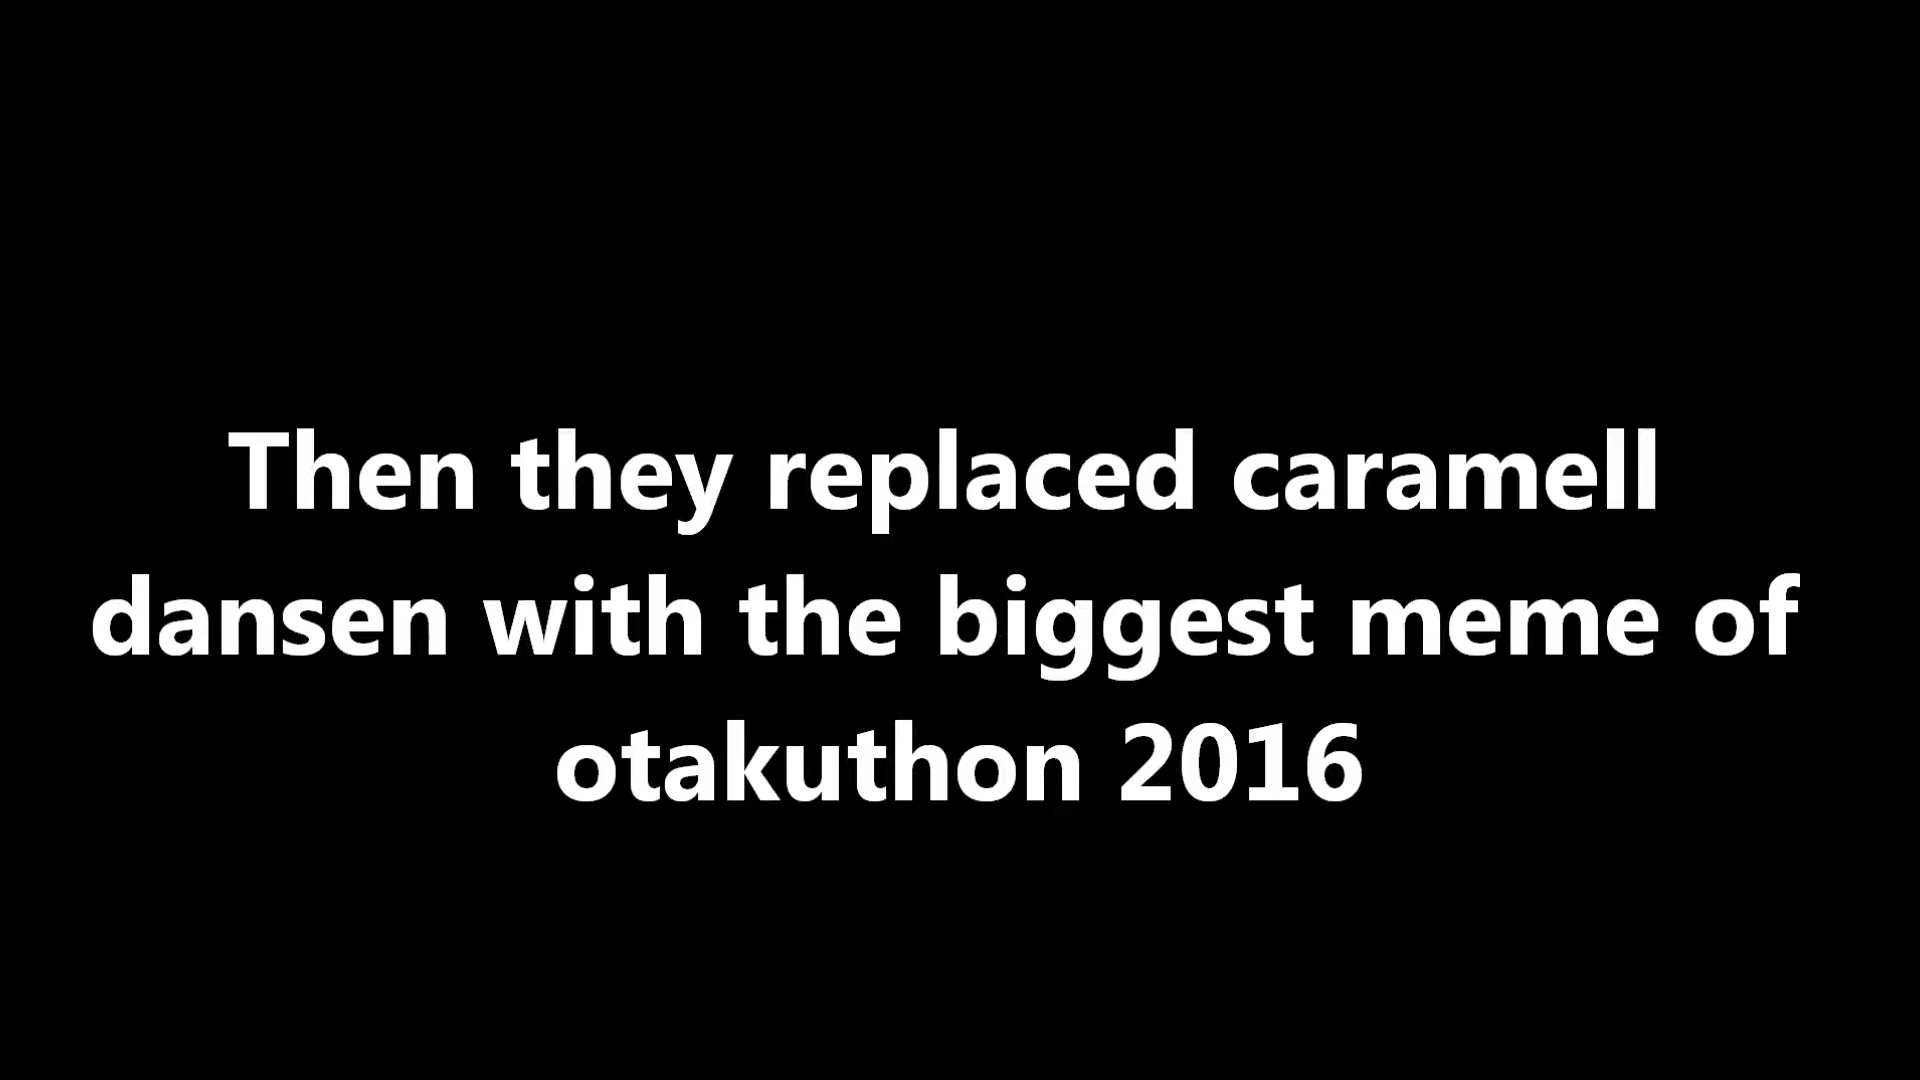 Then they replaced caramell
dansen with the biggest meme of
otakuthon 2016